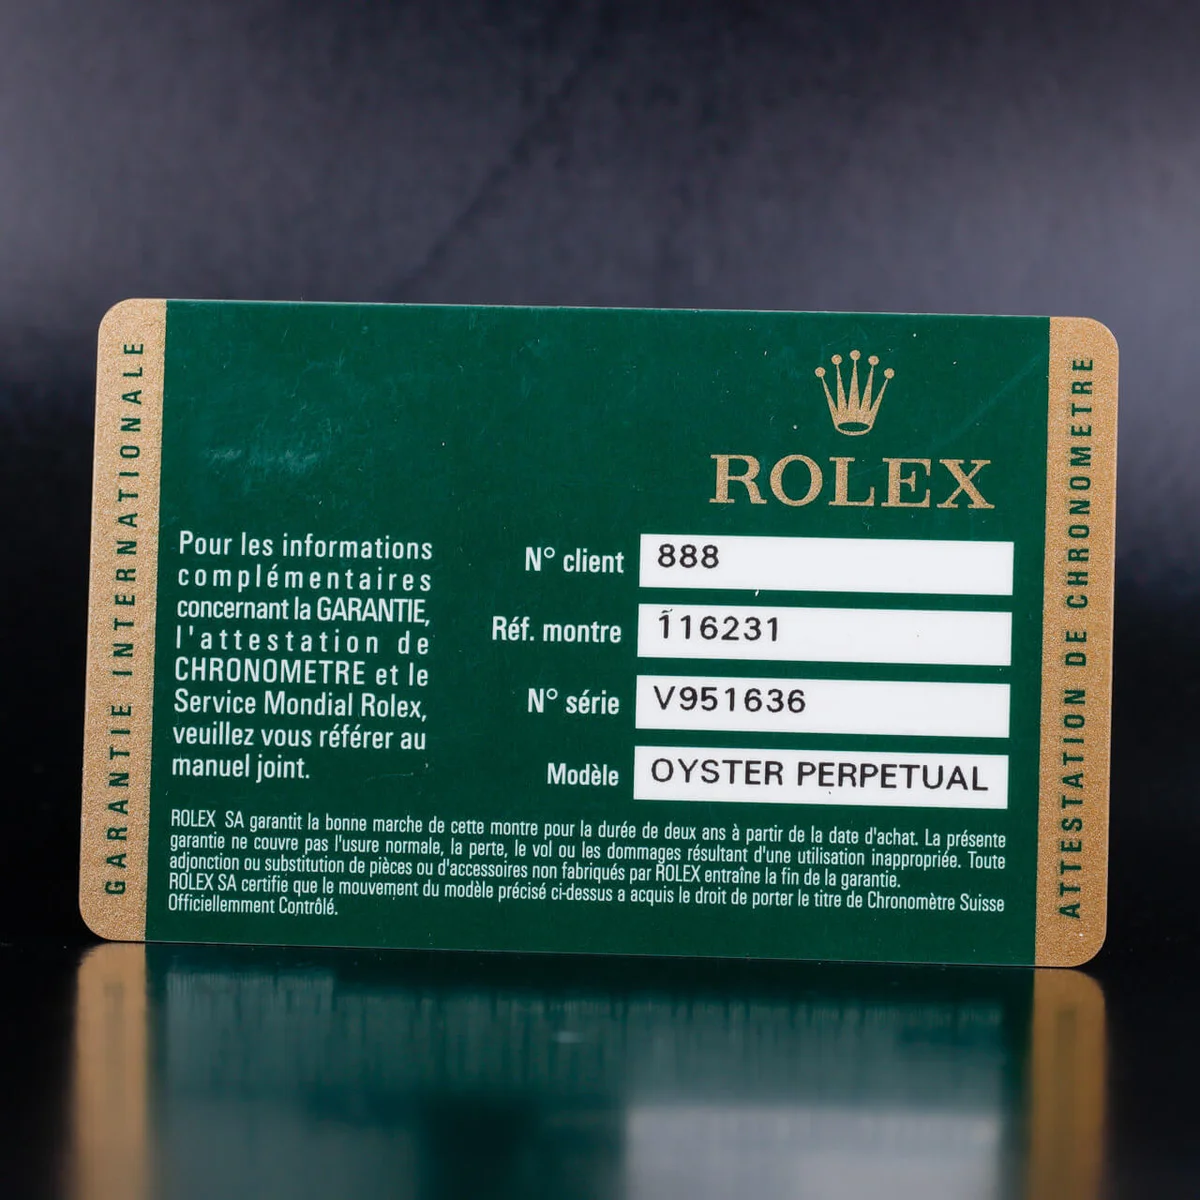 GARANTIE INTERNATIONALE
ROLEX
Pour les informations
complémentaires
concernant la GARANTIE,
l'attestation de
CHRONOMETRE et le
Service Mondial Rolex,
veuillez vous référer au
manuel joint.
N° client 888
Réf. montre 116231
N° série V951636
Modèle OYSTER PERPETUAL
ROLEX SA garantit la bonne marche de cette montre pour la durée de deux ans à partir de la date d'achat. La présente
garantie ne couvre pas l'usure normale, la perte, le vol ou les dommages résultant d'une utilisation inappropriée. Toute
adjonction ou substitution de pièces ou d'accessoires non fabriqués par ROLEX entraîne la fin de la garantie.
ROLEX SA certifie que le mouvement du modèle précisé ci-dessus a acquis le droit de porter le titre de Chronomètre Suisse
Officiellemment Contrôlé.
ATTESTATION DE CHRONOMETRE